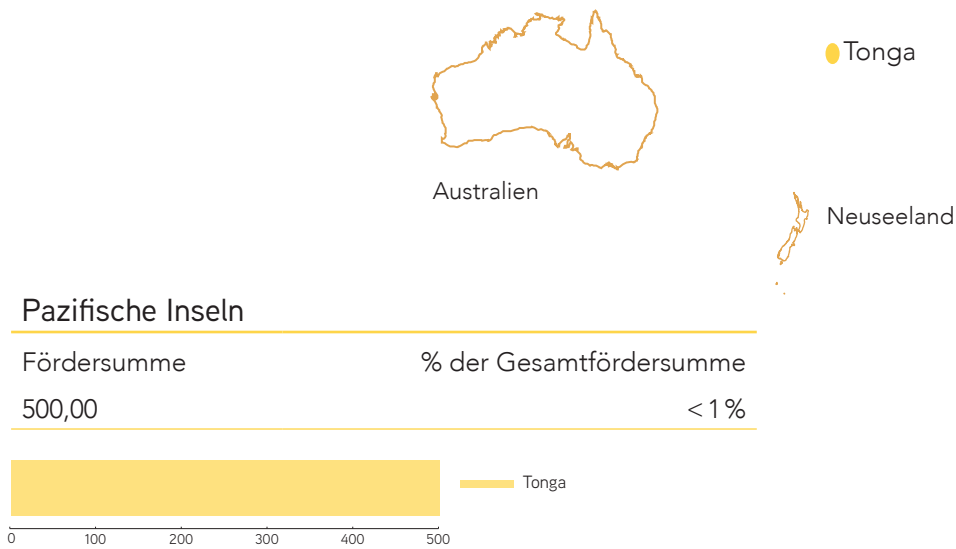 Tonga
Australien
Neuseeland
Pazifische Inseln
Fördersumme % der Gesamtfördersumme
500,00 < 1 %
Tonga
0 100 200 300 400 500